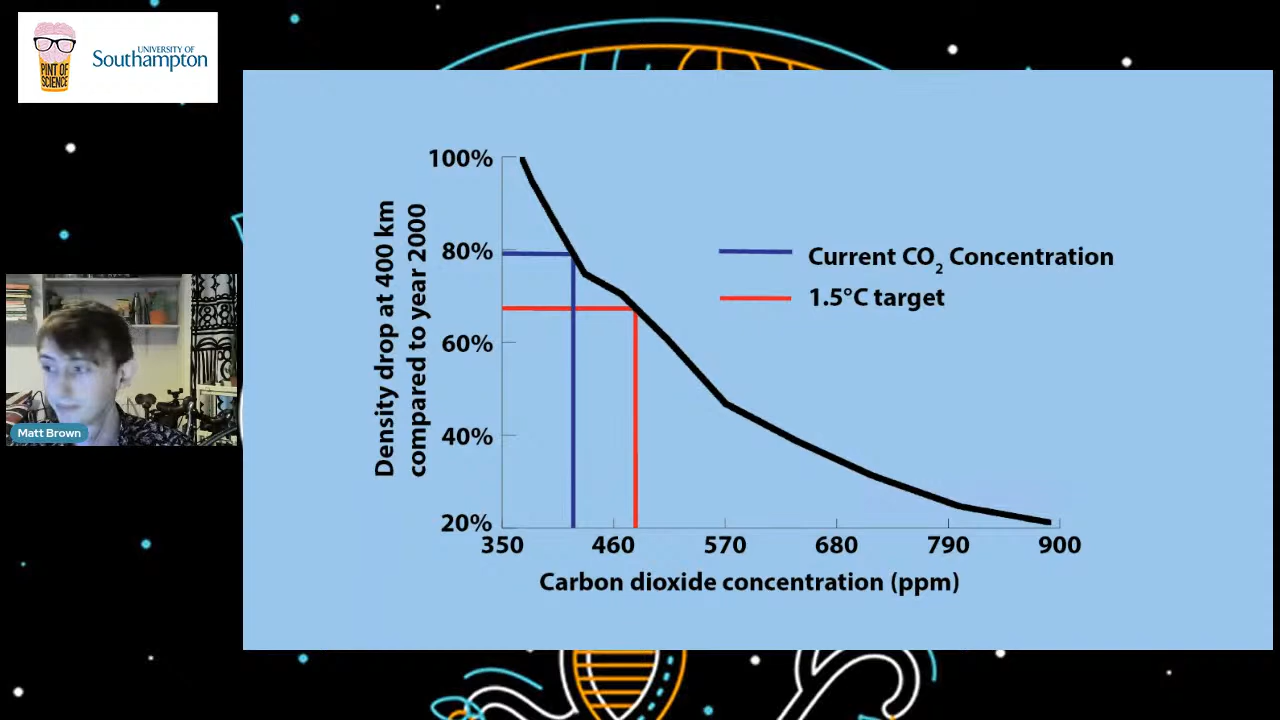 PINT OF
SCIENCE
UNIVERSITY OF
Southampton
Matt Brown
Density drop at 400 km
compared to year 2000
100%
80%
60%
40%
20%
350 460 570 680 790 900
Carbon dioxide concentration (ppm)
Current CO₂ Concentration
1.5°C target